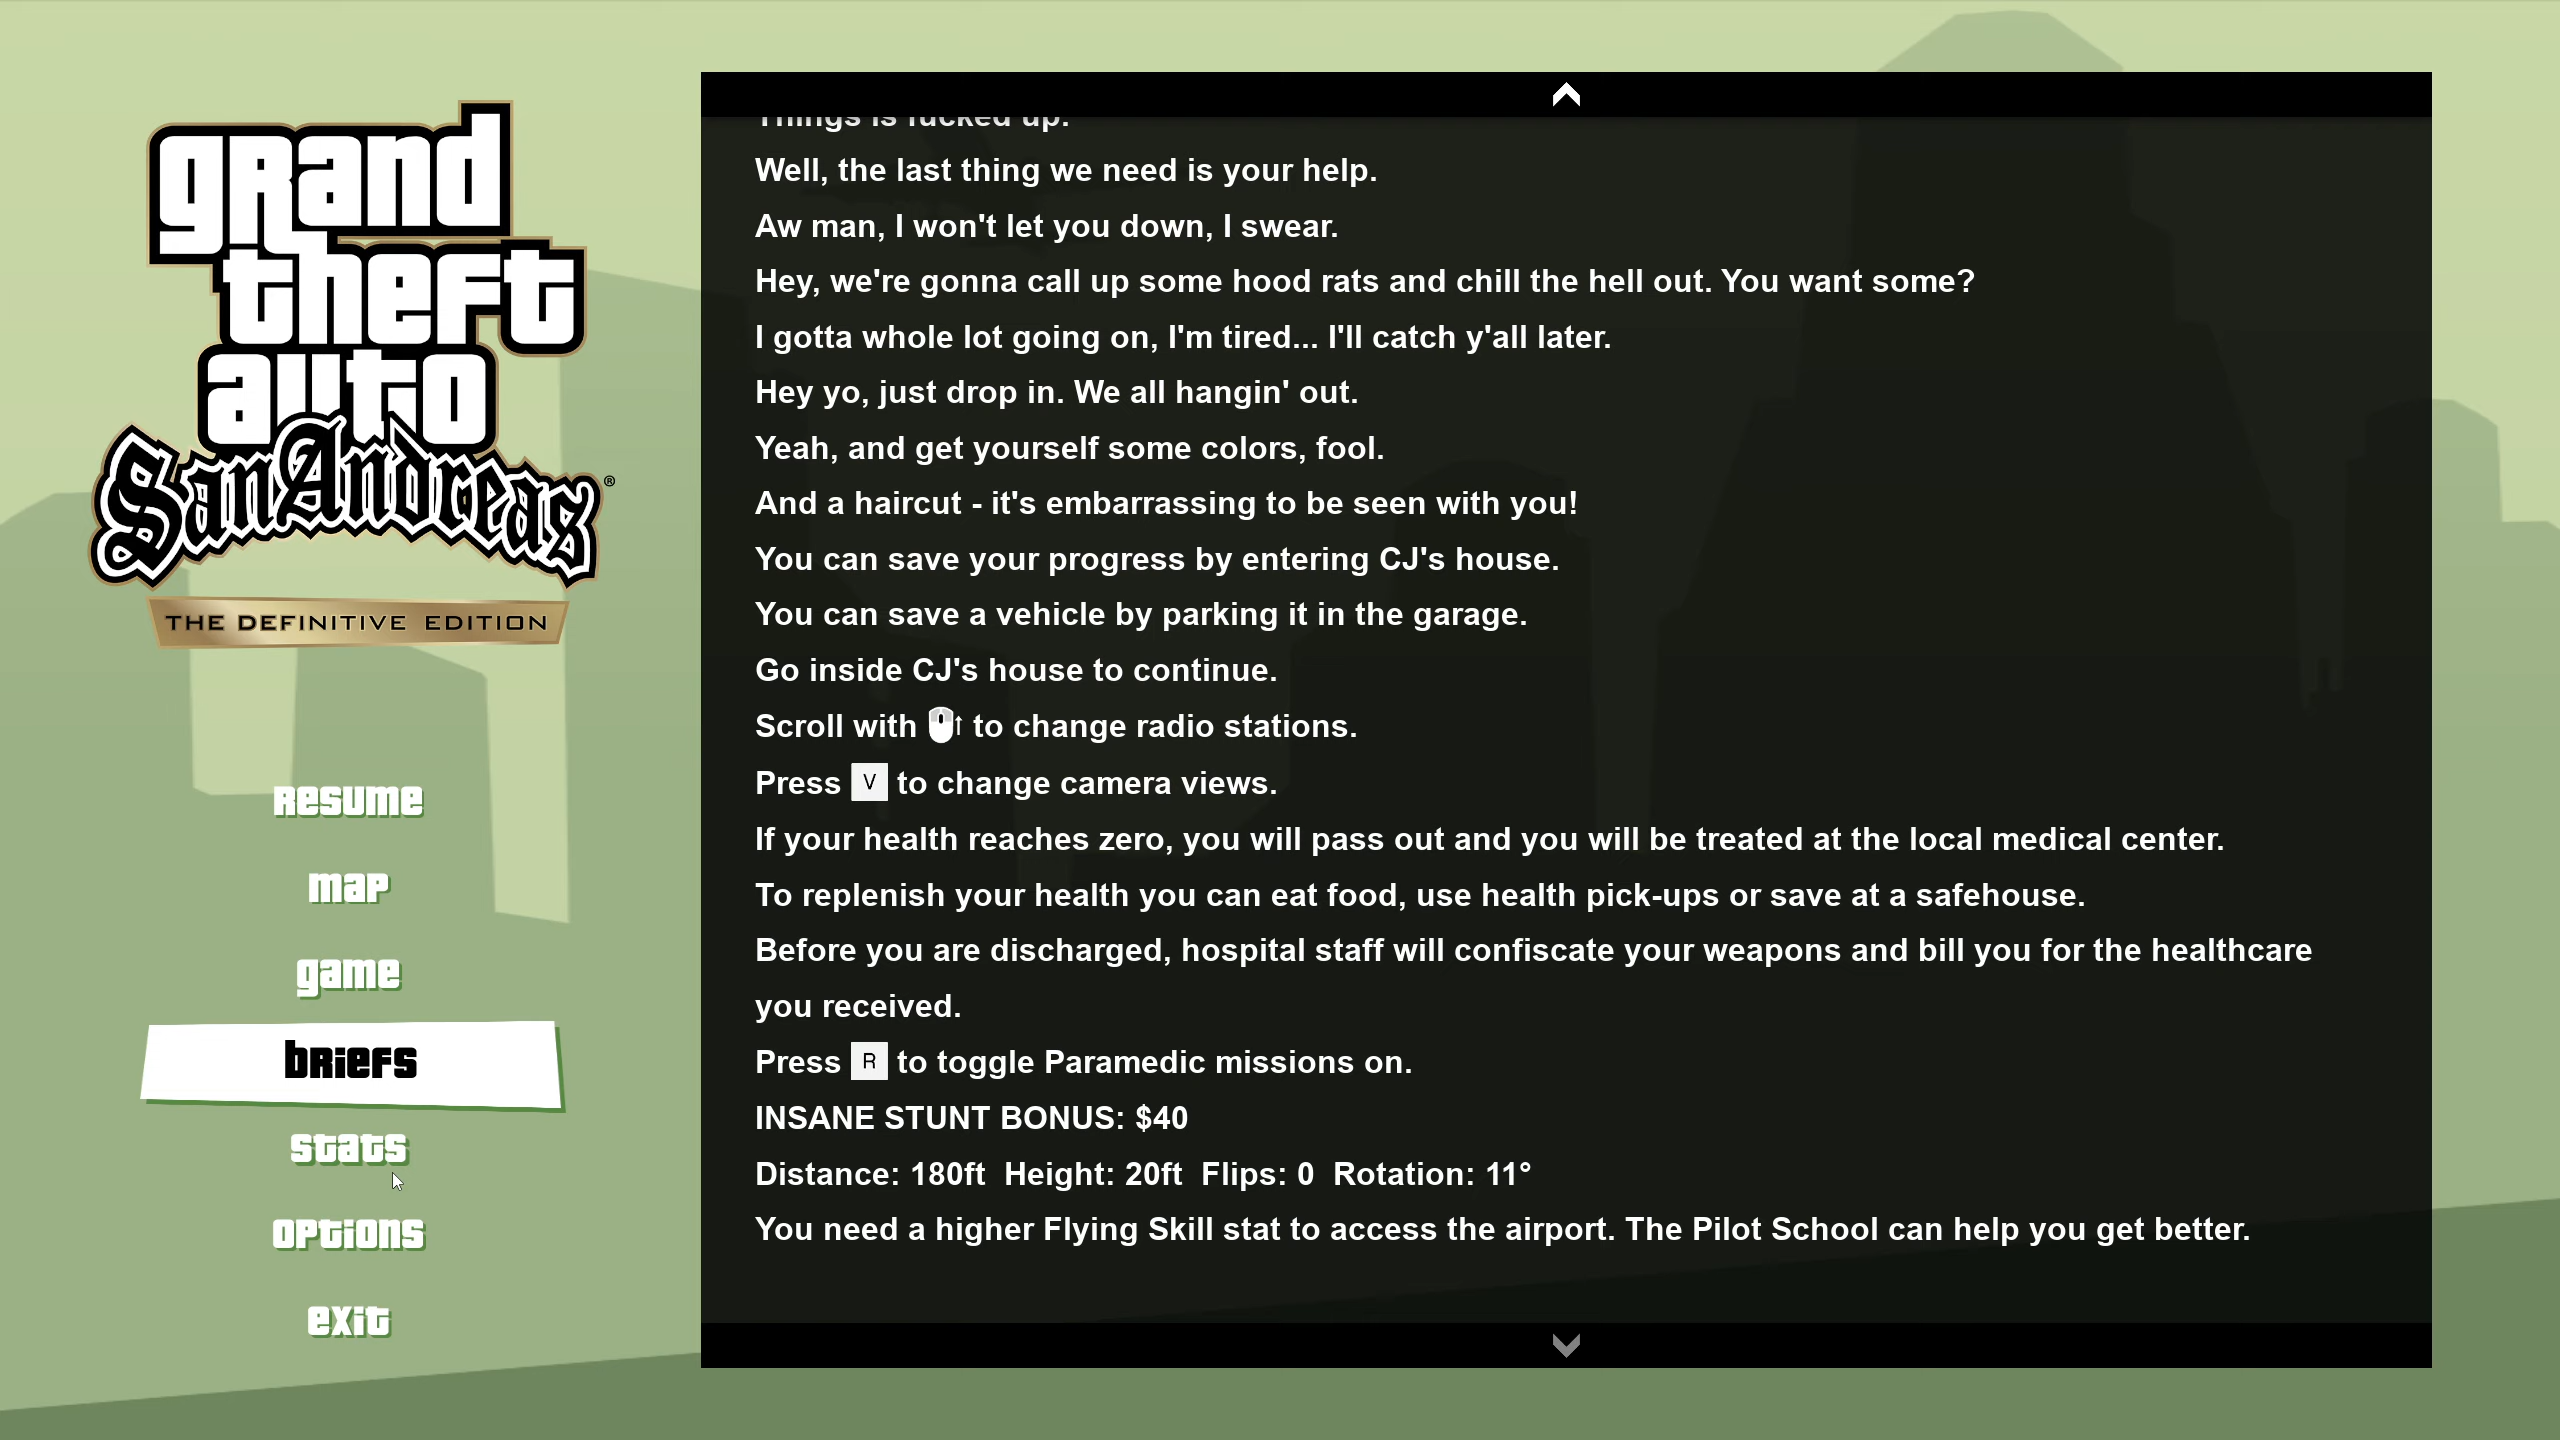 grand
theft
auto
San Andreas®
THE DEFINITIVE EDITION
Resume
map
game
briefs
stats
options
exit
Things is fucked up.
Well, the last thing we need is your help.
Aw man, I won't let you down, I swear.
Hey, we're gonna call up some hood rats and chill the hell out. You want some?
I gotta whole lot going on, I'm tired... I'll catch y'all later.
Hey yo, just drop in. We all hangin' out.
Yeah, and get yourself some colors, fool.
And a haircut - it's embarrassing to be seen with you!
You can save your progress by entering CJ's house.
You can save a vehicle by parking it in the garage.
Go inside CJ's house to continue.
Scroll with to change radio stations.
Press V to change camera views.
If your health reaches zero, you will pass out and you will be treated at the local medical center.
To replenish your health you can eat food, use health pick-ups or save at a safehouse.
Before you are discharged, hospital staff will confiscate your weapons and bill you for the healthcare
you received.
Press R to toggle Paramedic missions on.
INSANE STUNT BONUS: $40
Distance: 180ft  Height: 20ft  Flips: 0  Rotation: 11°
You need a higher Flying Skill stat to access the airport. The Pilot School can help you get better.